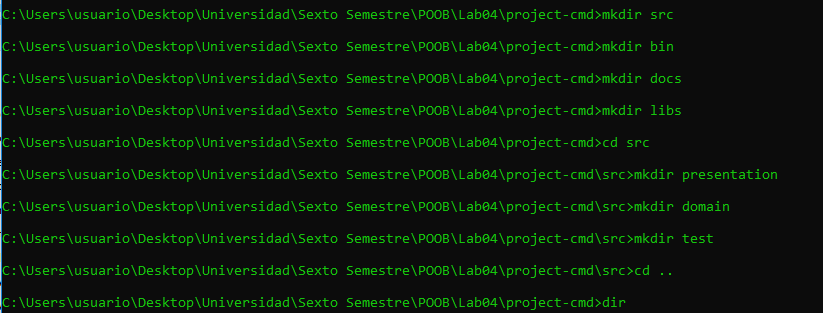 C:\Users\usuario\Desktop\Universidad\Sexto Semestre\POOB\Lab04\project-cmd>mkdir src
C:\Users\usuario\Desktop\Universidad\Sexto Semestre\POOB\Lab04\project-cmd>mkdir bin
C:\Users\usuario\Desktop\Universidad\Sexto Semestre\POOB\Lab04\project-cmd>mkdir docs
C:\Users\usuario\Desktop\Universidad\Sexto Semestre\POOB\Lab04\project-cmd>mkdir libs
C:\Users\usuario\Desktop\Universidad\Sexto Semestre\POOB\Lab04\project-cmd>cd src
C:\Users\usuario\Desktop\Universidad\Sexto Semestre\POOB\Lab04\project-cmd\src>mkdir presentation
C:\Users\usuario\Desktop\Universidad\Sexto Semestre\POOB\Lab04\project-cmd\src>mkdir domain
C:\Users\usuario\Desktop\Universidad\Sexto Semestre\POOB\Lab04\project-cmd\src>mkdir test
C:\Users\usuario\Desktop\Universidad\Sexto Semestre\POOB\Lab04\project-cmd\src>cd ..
C:\Users\usuario\Desktop\Universidad\Sexto Semestre\POOB\Lab04\project-cmd>dir